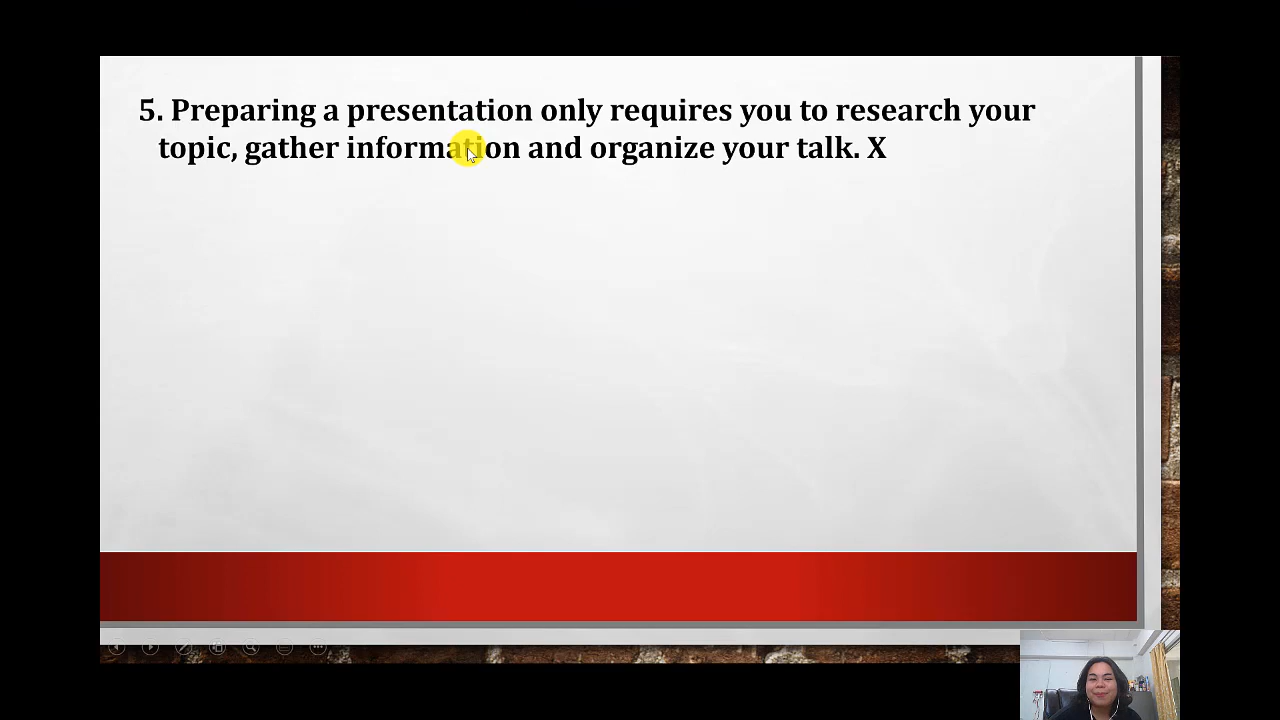 5. Preparing a presentation only requires you to research your
topic, gather information and organize your talk. X